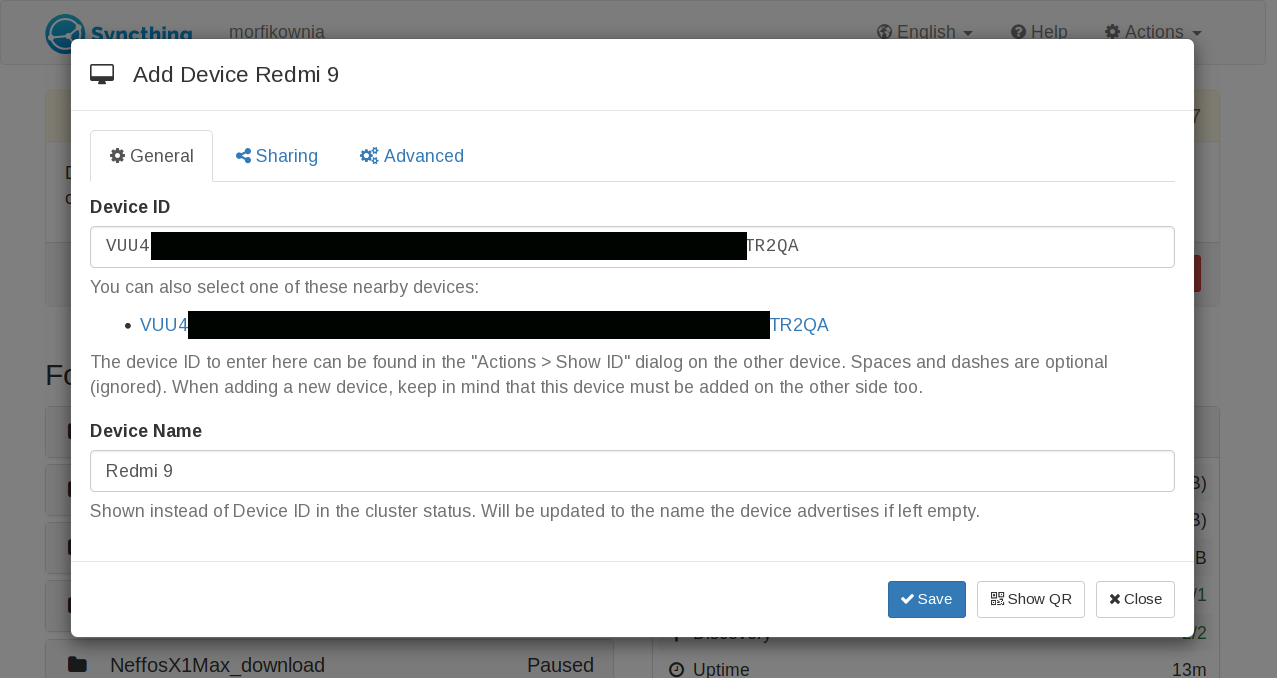 Syncthing morfikownia English Help Actions
Add Device Redmi 9
General Sharing Advanced
Device ID
VUU4 TR2QA
You can also select one of these nearby devices:
VUU4 TR2QA
The device ID to enter here can be found in the "Actions > Show ID" dialog on the other device. Spaces and dashes are optional
(ignored). When adding a new device, keep in mind that this device must be added on the other side too.
Device Name
Redmi 9
Shown instead of Device ID in the cluster status. Will be updated to the name the device advertises if left empty.
Save Show QR Close
Discovery 2/2
NeffosX1Max_download Paused
Uptime 13m